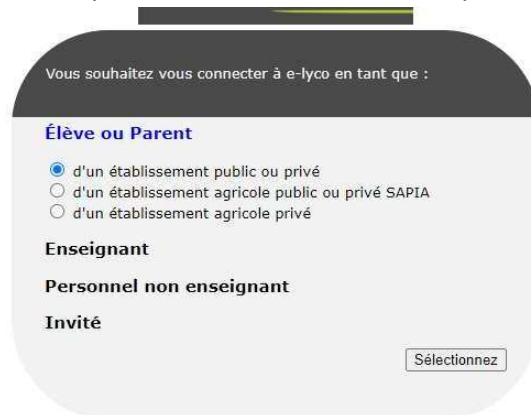 Vous souhaitez vous connecter à e-lyco en tant que :
Élève ou Parent
d'un établissement public ou privé
d'un établissement agricole public ou privé SAPIA
d'un établissement agricole privé
Enseignant
Personnel non enseignant
Invité
Sélectionnez